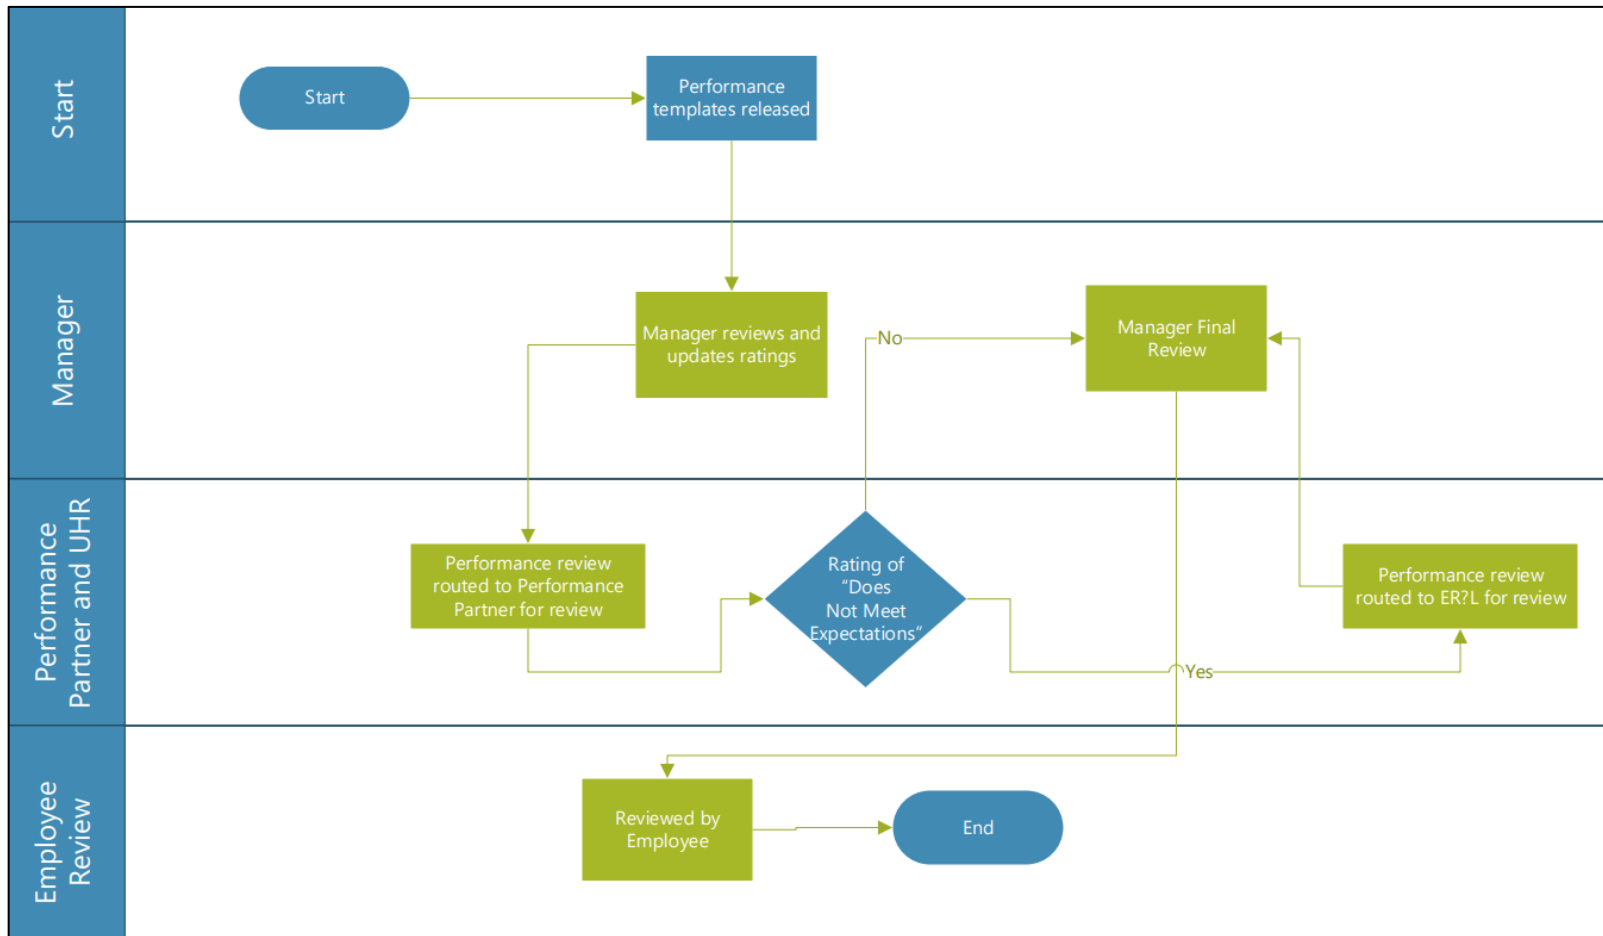 Start
Start
Performance
templates released
Manager
Manager reviews and
updates ratings
No
Manager Final
Review
Performance
Partner and UHR
Performance review
routed to Performance
Partner for review
Rating of
“Does
Not Meet
Expectations“
Yes
Performance review
routed to ER?L for review
Employee
Review
Reviewed by
Employee
End